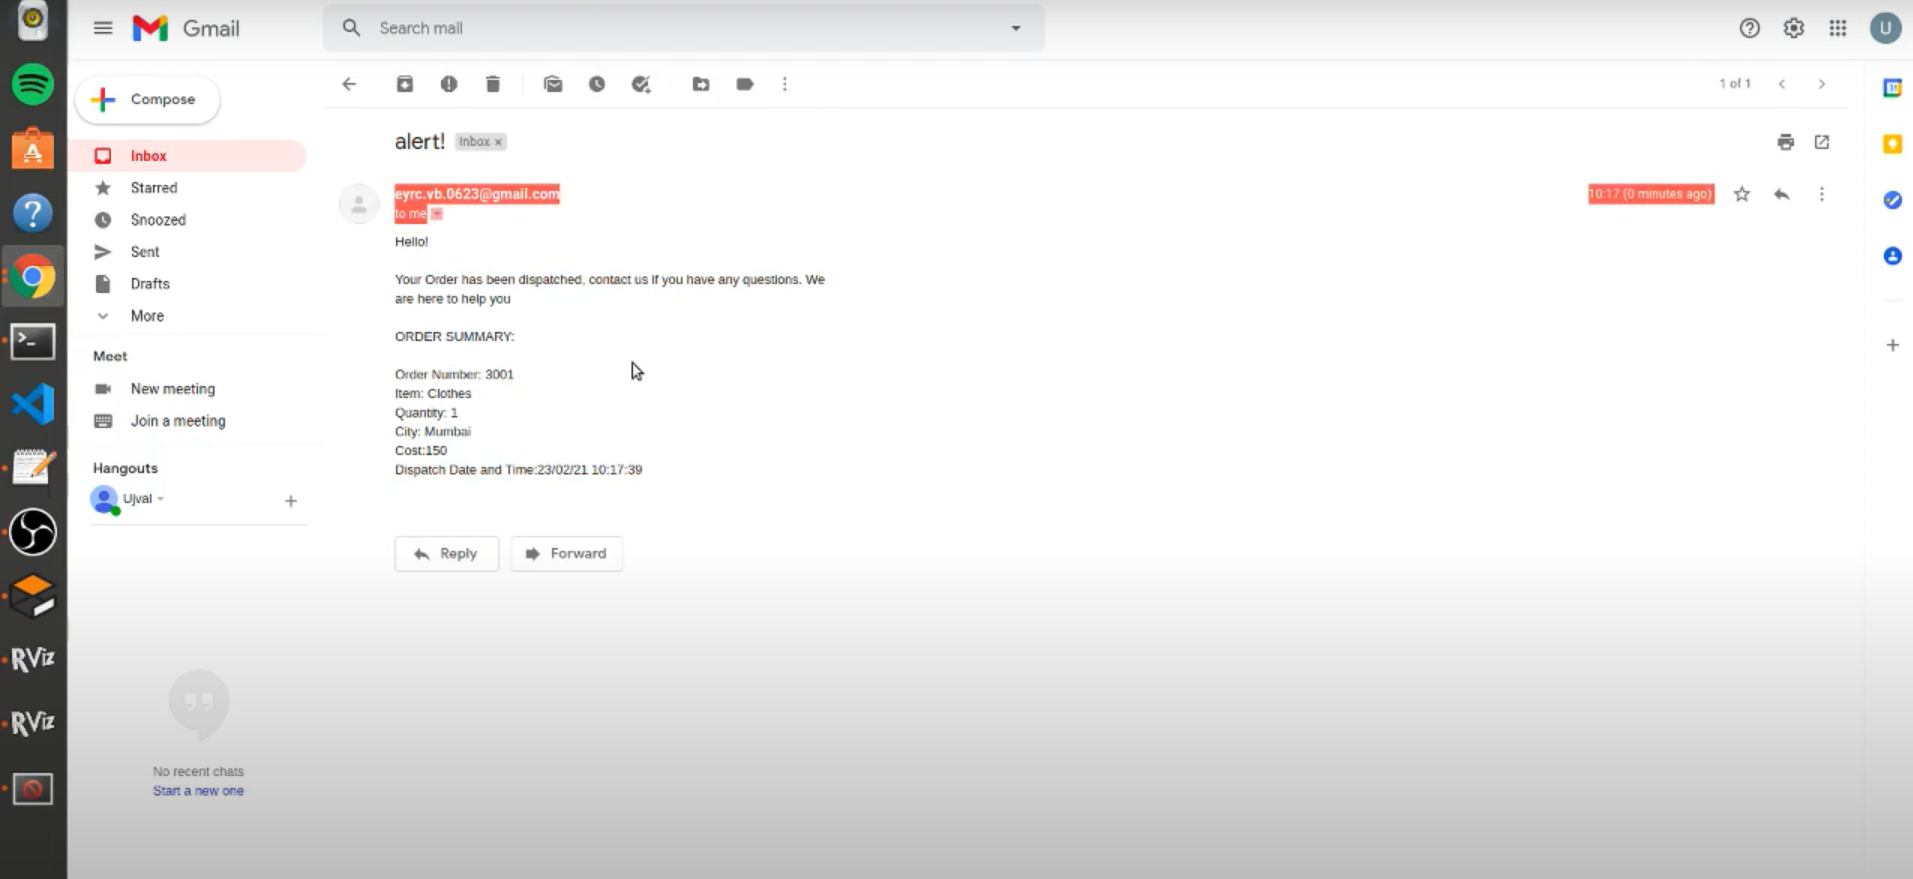 Gmail
Search mail
U
Compose
1 of 1
31
Inbox
Starred
Snoozed
Sent
Drafts
More
Meet
New meeting
Join a meeting
Hangouts
Ujval
No recent chats
Start a new one
alert! Inbox x
eyrc.vb.0623@gmail.com
10:17 (0 minutes ago)
to me
Hello!
Your Order has been dispatched, contact us if you have any questions. We
are here to help you
ORDER SUMMARY:
Order Number: 3001
Item: Clothes
Quantity: 1
City: Mumbai
Cost:150
Dispatch Date and Time:23/02/21 10:17:39
Reply
Forward
RViz
RViz